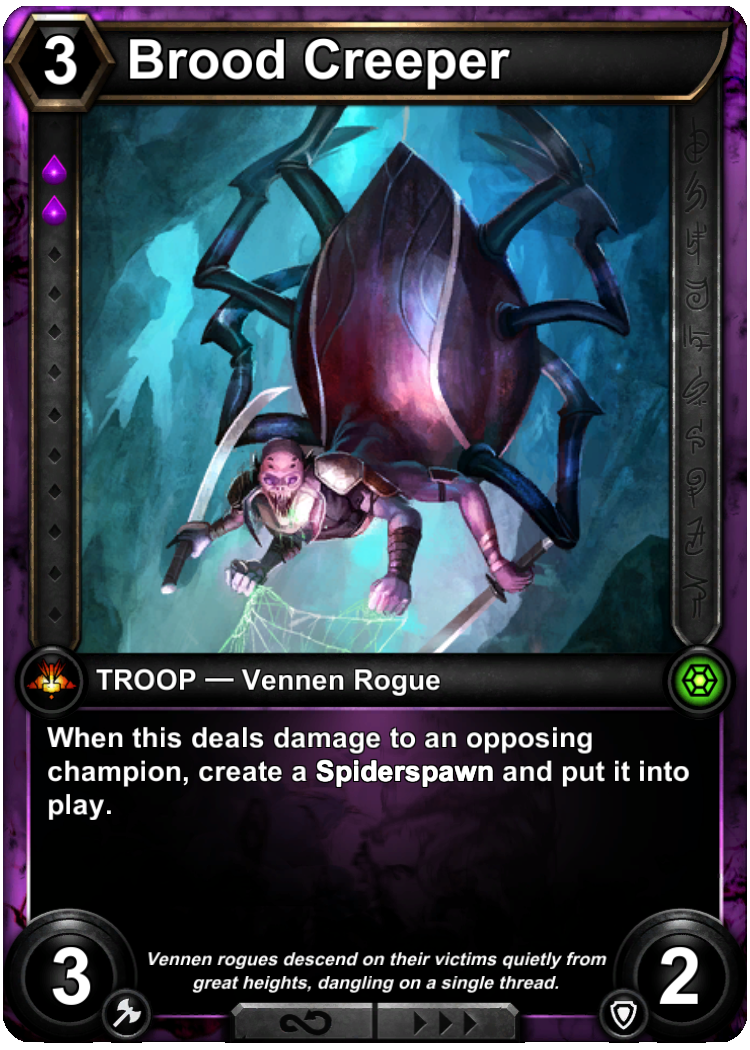 3
Brood Creeper
TROOP — Vennen Rogue
When this deals damage to an opposing
champion, create a Spiderspawn and put it into
play.
Vennen rogues descend on their victims quietly from
great heights, dangling on a single thread.
3
2